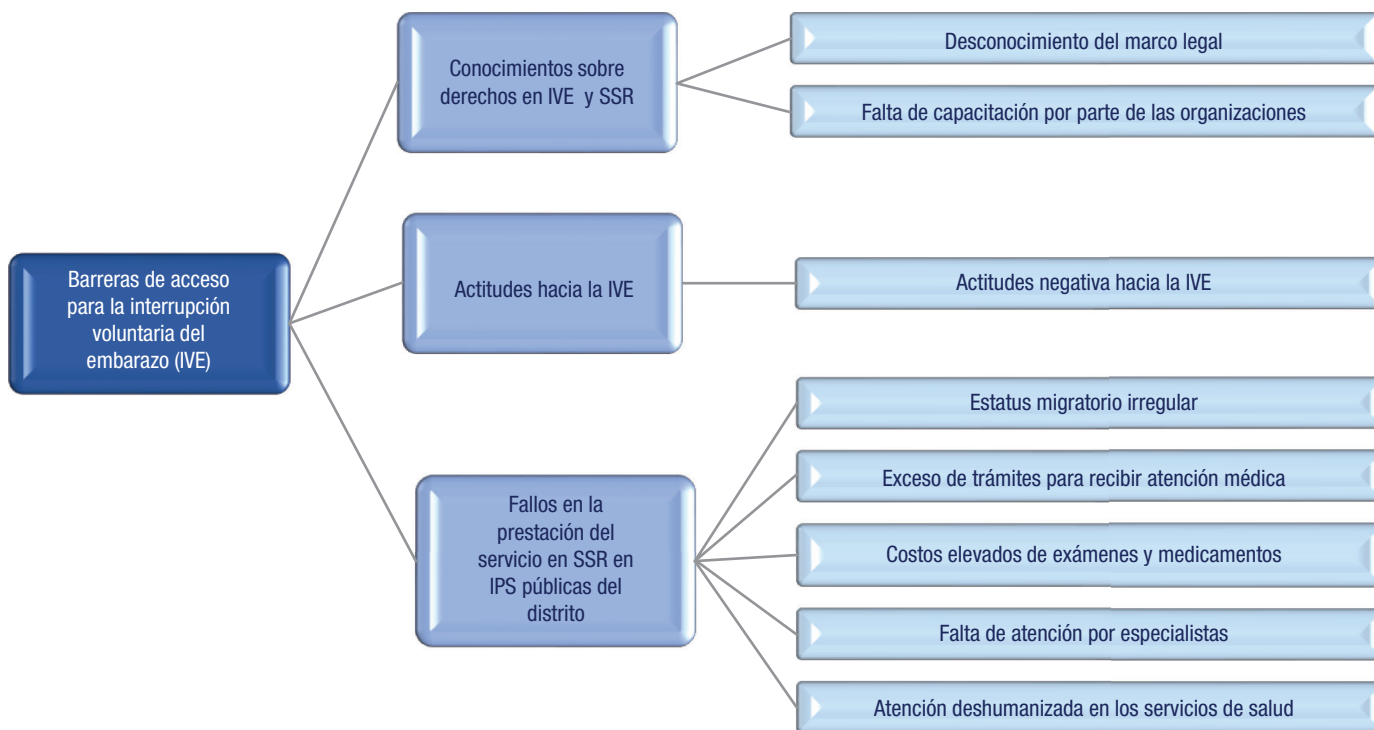 Barreras de acceso
para la interrupción
voluntaria del
embarazo (IVE)
Conocimientos sobre
derechos en IVE y SSR
Desconocimiento del marco legal
Falta de capacitación por parte de las organizaciones
Actitudes hacia la IVE
Actitudes negativa hacia la IVE
Fallos en la
prestación del
servicio en SSR en
IPS públicas del
distrito
Estatus migratorio irregular
Exceso de trámites para recibir atención médica
Costos elevados de exámenes y medicamentos
Falta de atención por especialistas
Atención deshumanizada en los servicios de salud